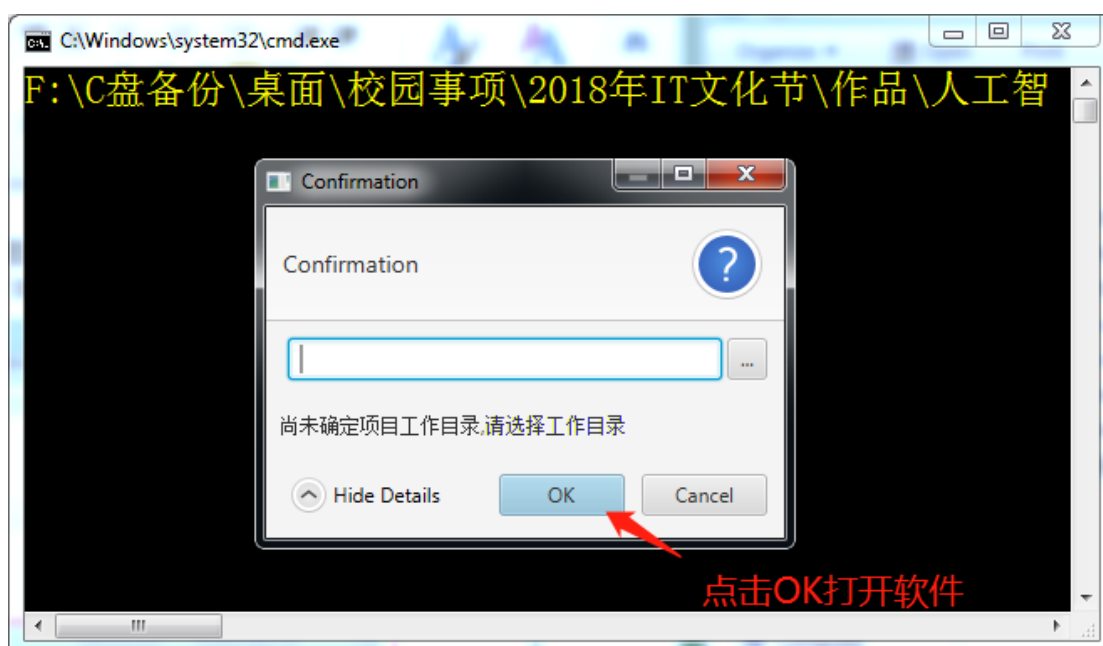 C:\Windows\system32\cmd.exe
F:\C盘备份\桌面\校园事项\2018年IT文化节\作品\人工智
Confirmation
Confirmation
...
尚未确定项目工作目录,请选择工作目录
Hide Details
OK
Cancel
点击OK打开软件